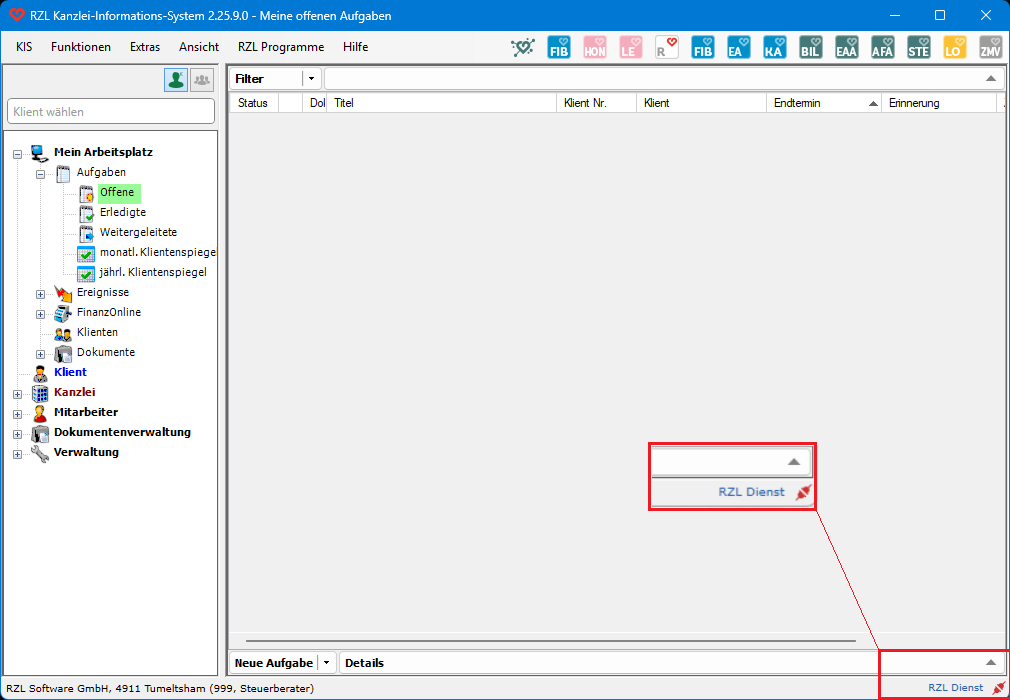 RZL Kanzlei-Informations-System 2.25.9.0 - Meine offenen Aufgaben
KIS Funktionen Extras Ansicht RZL Programme Hilfe
FIB HON LE R FIB EA KA BIL EAA AFA STE LO ZMV
Klient wählen
Filter
Status Dol Titel Klient Nr. Klient Endtermin Erinnerung
Mein Arbeitsplatz
Aufgaben
Offene
Erledigte
Weitergeleitete
monatl. Klientenspiegel
jährl. Klientenspiegel
Ereignisse
FinanzOnline
Klienten
Dokumente
Klient
Kanzlei
Mitarbeiter
Dokumentenverwaltung
Verwaltung
RZL Dienst
Neue Aufgabe Details
RZL Software GmbH, 4911 Tumeltsham (999, Steuerberater)
RZL Dienst